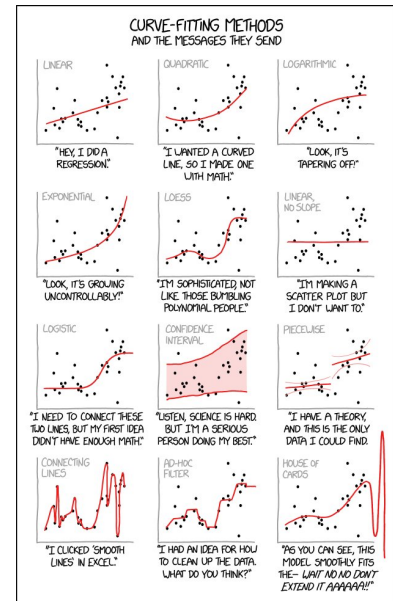 CURVE-FITTING METHODS
AND THE MESSAGES THEY SEND
LINEAR
"HEY, I DID A
REGRESSION."
QUADRATIC
"I WANTED A CURVED
LINE, SO I MADE ONE
WITH MATH."
LOGARITHMIC
"LOOK, IT'S
TAPERING OFF!"
EXPONENTIAL
"LOOK, IT'S GROWING
UNCONTROLLABLY!"
LOESS
"I'M SOPHISTICATED, NOT
LIKE THOSE BUMBLING
POLYNOMIAL PEOPLE."
LINEAR,
NO SLOPE
"I'M MAKING A
SCATTER PLOT BUT
I DON'T WANT TO."
LOGISTIC
"I NEED TO CONNECT THESE
TWO LINES, BUT MY FIRST IDEA
DIDN'T HAVE ENOUGH MATH."
CONFIDENCE
INTERVAL
"LISTEN, SCIENCE IS HARD.
BUT I'M A SERIOUS
PERSON DOING MY BEST."
PIECEWISE
"I HAVE A THEORY,
AND THIS IS THE ONLY
DATA I COULD FIND.
CONNECTING
LINES
"I CLICKED 'SMOOTH
LINES' IN EXCEL."
AD-HOC
FILTER
"I HAD AN IDEA FOR HOW
TO CLEAN UP THE DATA.
WHAT DO YOU THINK?"
HOUSE OF
CARDS
"AS YOU CAN SEE, THIS
MODEL SMOOTHLY FITS
THE- WAIT NO NO DON'T
EXTEND IT AAAAAA!!"